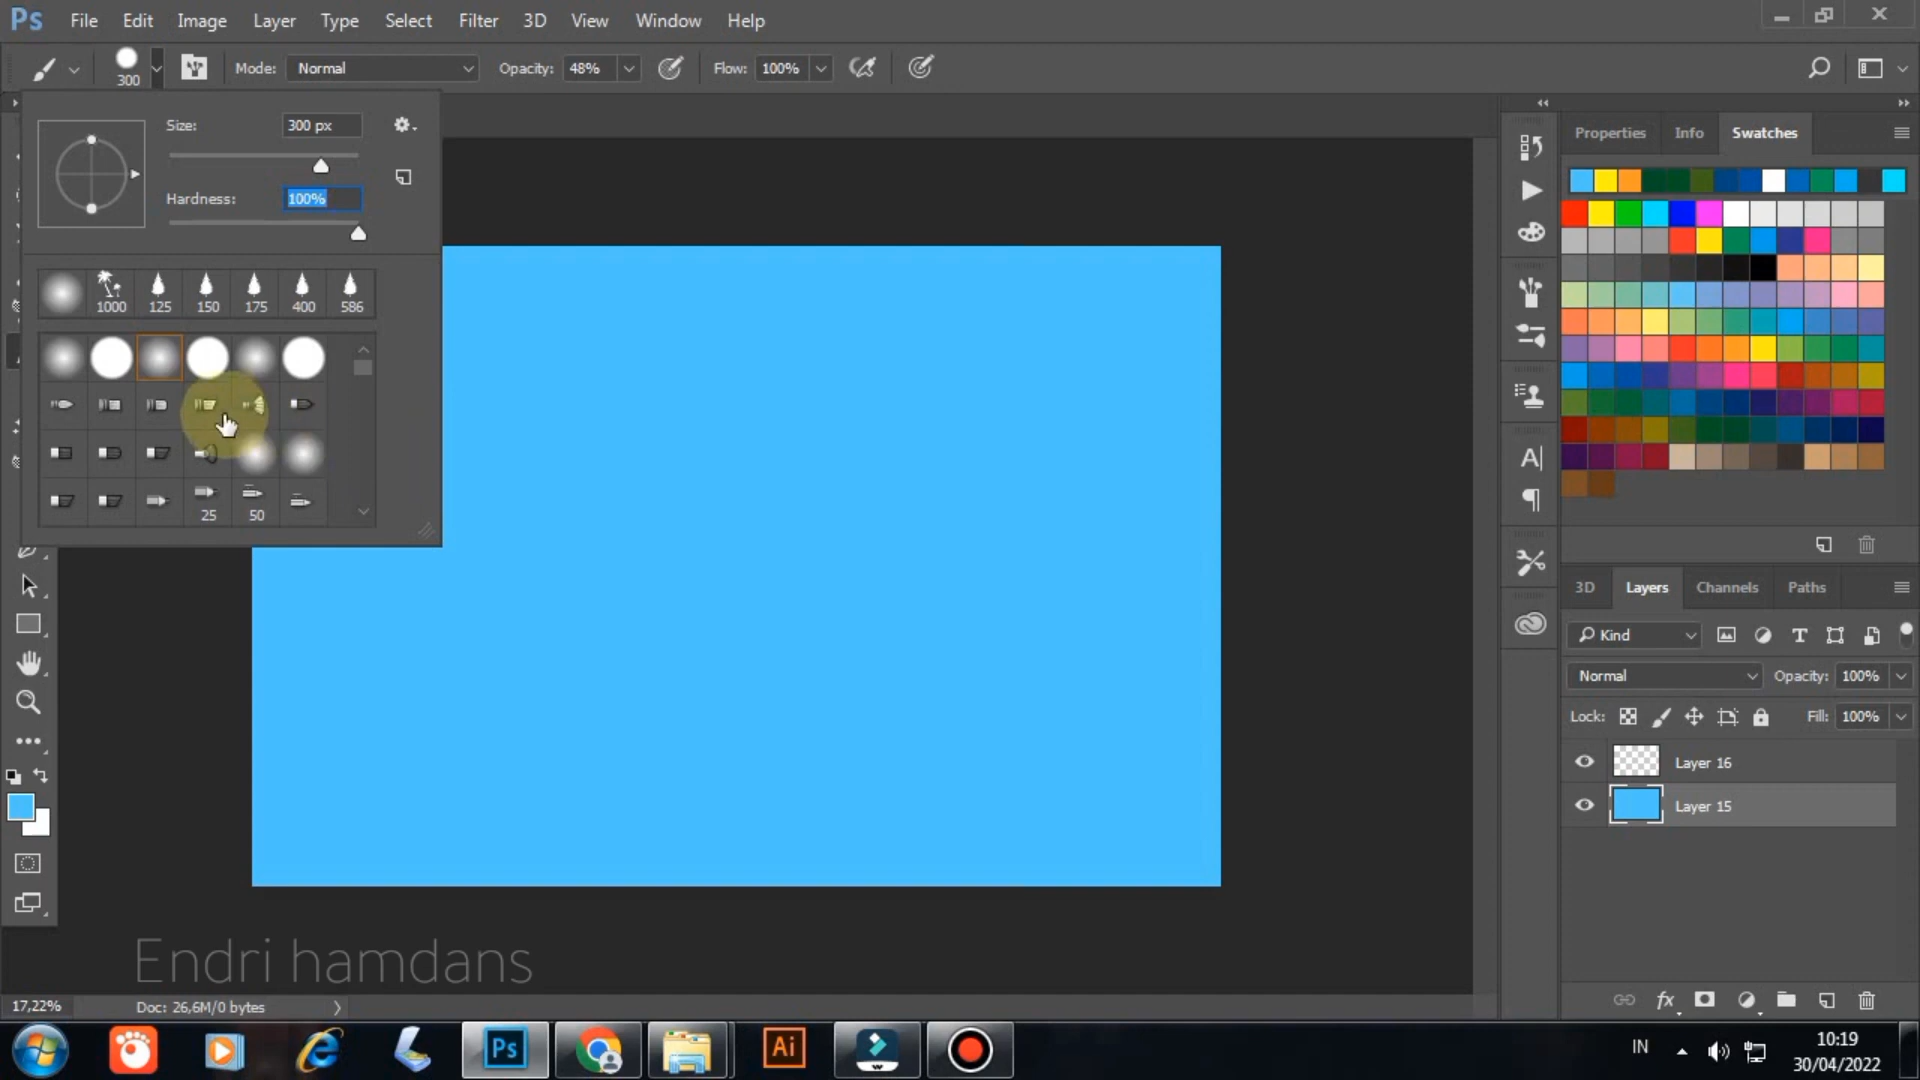 Ps File Edit Image Layer Type Select Filter 3D View Window Help
300 Mode: Normal Opacity: 48% Flow: 100%
Size: 300 px
Hardness: 100%
1000 125 150 175 400 586
25 50
Properties Info Swatches
A|
3D Layers Channels Paths
Kind T
Normal Opacity: 100%
Lock: Fill: 100%
Layer 16
Layer 15
fx
Endri hamdans
17,22% Doc: 26,6M/0 bytes
Ps Ai W IN 10:19
30/04/2022